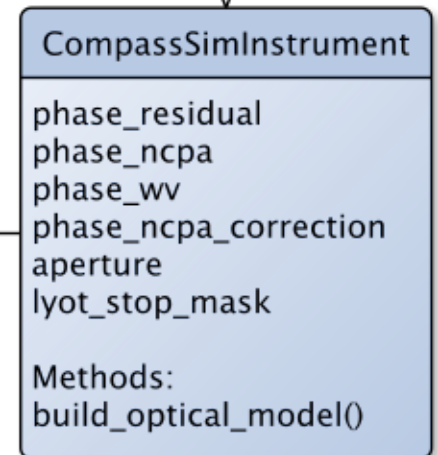 CompassSimInstrument
phase_residual
phase_ncpa
phase_wv
phase_ncpa_correction
aperture
lyot_stop_mask
Methods:
build_optical_model()